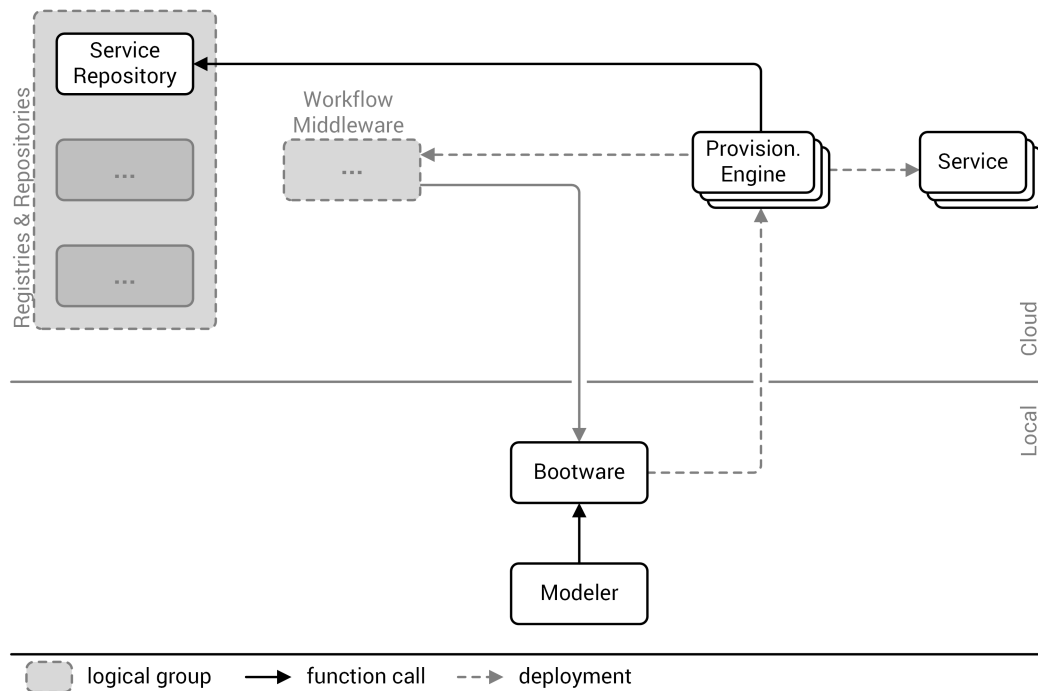 Service
Repository
...
...
Registries & Repositories
Workflow
Middleware
...
Provision.
Engine
Service
Cloud
Local
Bootware
Modeler
logical group
function call
deployment